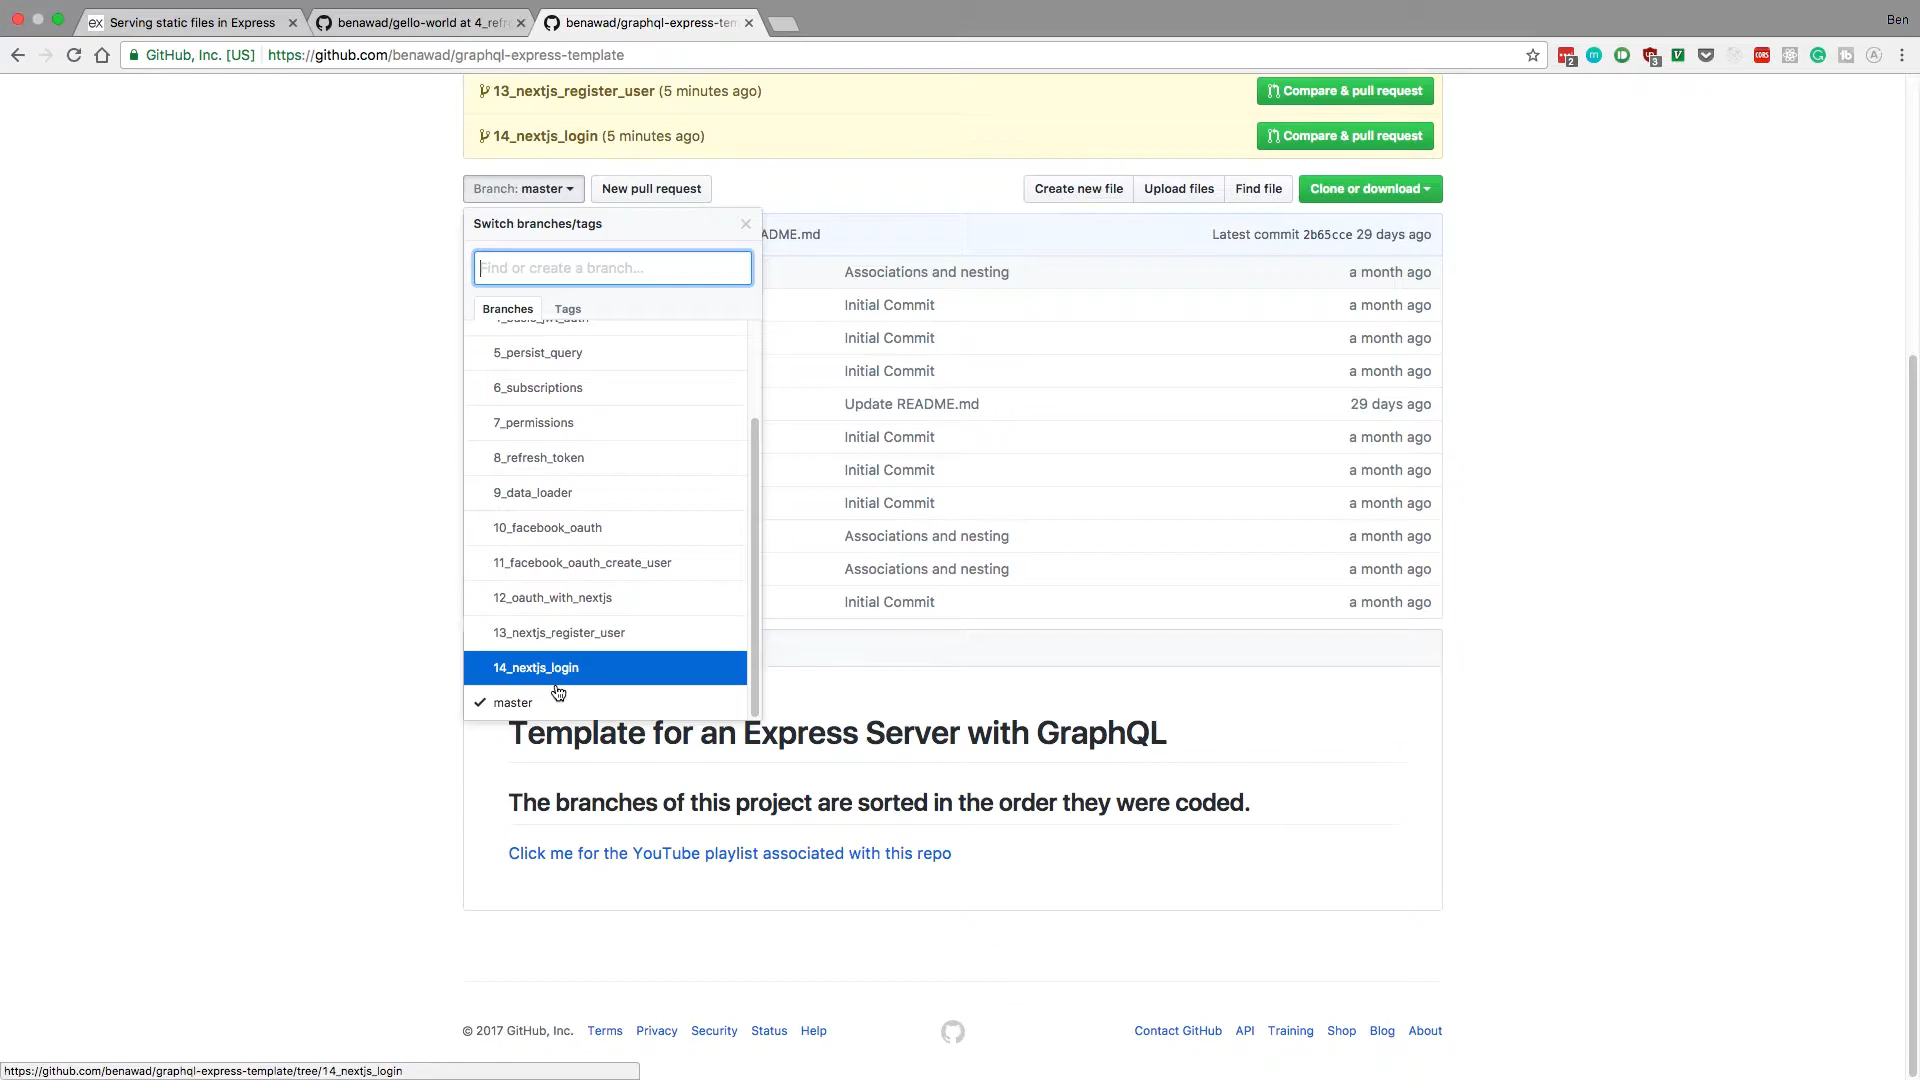 Serving static files in Express
benawad/gello-world at 4_refr
benawad/graphql-express-tem
Ben
GitHub, Inc. [US]
https://github.com/benawad/graphql-express-template
13_nextjs_register_user (5 minutes ago)
Compare & pull request
14_nextjs_login (5 minutes ago)
Compare & pull request
Branch: master
New pull request
Create new file
Upload files
Find file
Clone or download
Switch branches/tags
ADME.md
Latest commit 2b65cce 29 days ago
Find or create a branch...
Associations and nesting
a month ago
Branches
Tags
Initial Commit
a month ago
5_persist_query
Initial Commit
a month ago
6_subscriptions
Initial Commit
a month ago
7_permissions
Update README.md
29 days ago
Initial Commit
a month ago
8_refresh_token
Initial Commit
a month ago
9_data_loader
Initial Commit
a month ago
10_facebook_oauth
Associations and nesting
a month ago
11_facebook_oauth_create_user
Associations and nesting
a month ago
12_oauth_with_nextjs
Initial Commit
a month ago
13_nextjs_register_user
14_nextjs_login
master
Template for an Express Server with GraphQL
The branches of this project are sorted in the order they were coded.
Click me for the YouTube playlist associated with this repo
© 2017 GitHub, Inc.
Terms
Privacy
Security
Status
Help
Contact GitHub
API
Training
Shop
Blog
About
https://github.com/benawad/graphql-express-template/tree/14_nextjs_login